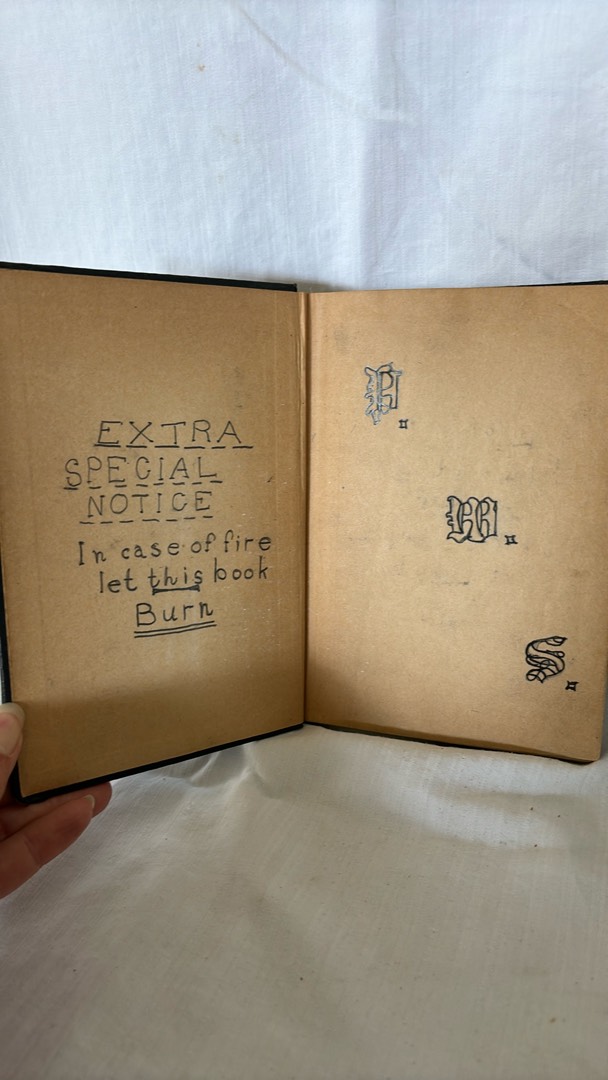 EXTRA
SPECIAL
NOTICE
In case of fire
let this book
Burn
M.
S.